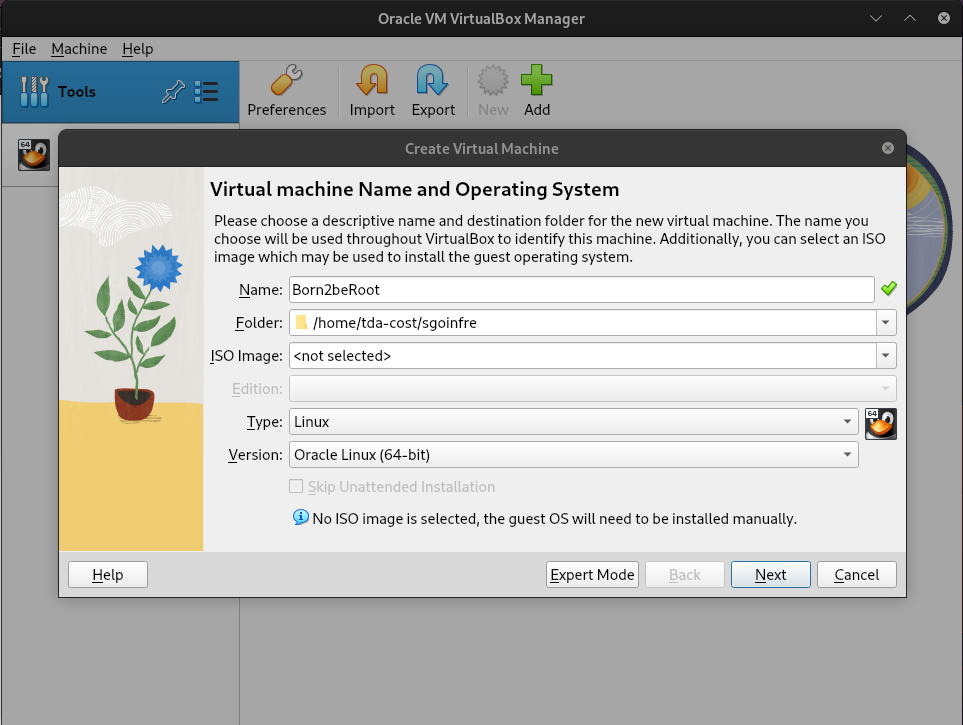 Oracle VM VirtualBox Manager
File Machine Help
Tools
Preferences Import Export New Add
64
Create Virtual Machine
Virtual machine Name and Operating System
Please choose a descriptive name and destination folder for the new virtual machine. The name you
choose will be used throughout VirtualBox to identify this machine. Additionally, you can select an ISO
image which may be used to install the guest operating system.
Name: Born2beRoot
Folder: /home/tda-cost/sgoinfre
ISO Image: <not selected>
Edition:
Type: Linux
64
Version: Oracle Linux (64-bit)
Skip Unattended Installation
No ISO image is selected, the guest OS will need to be installed manually.
Help Expert Mode Back Next Cancel